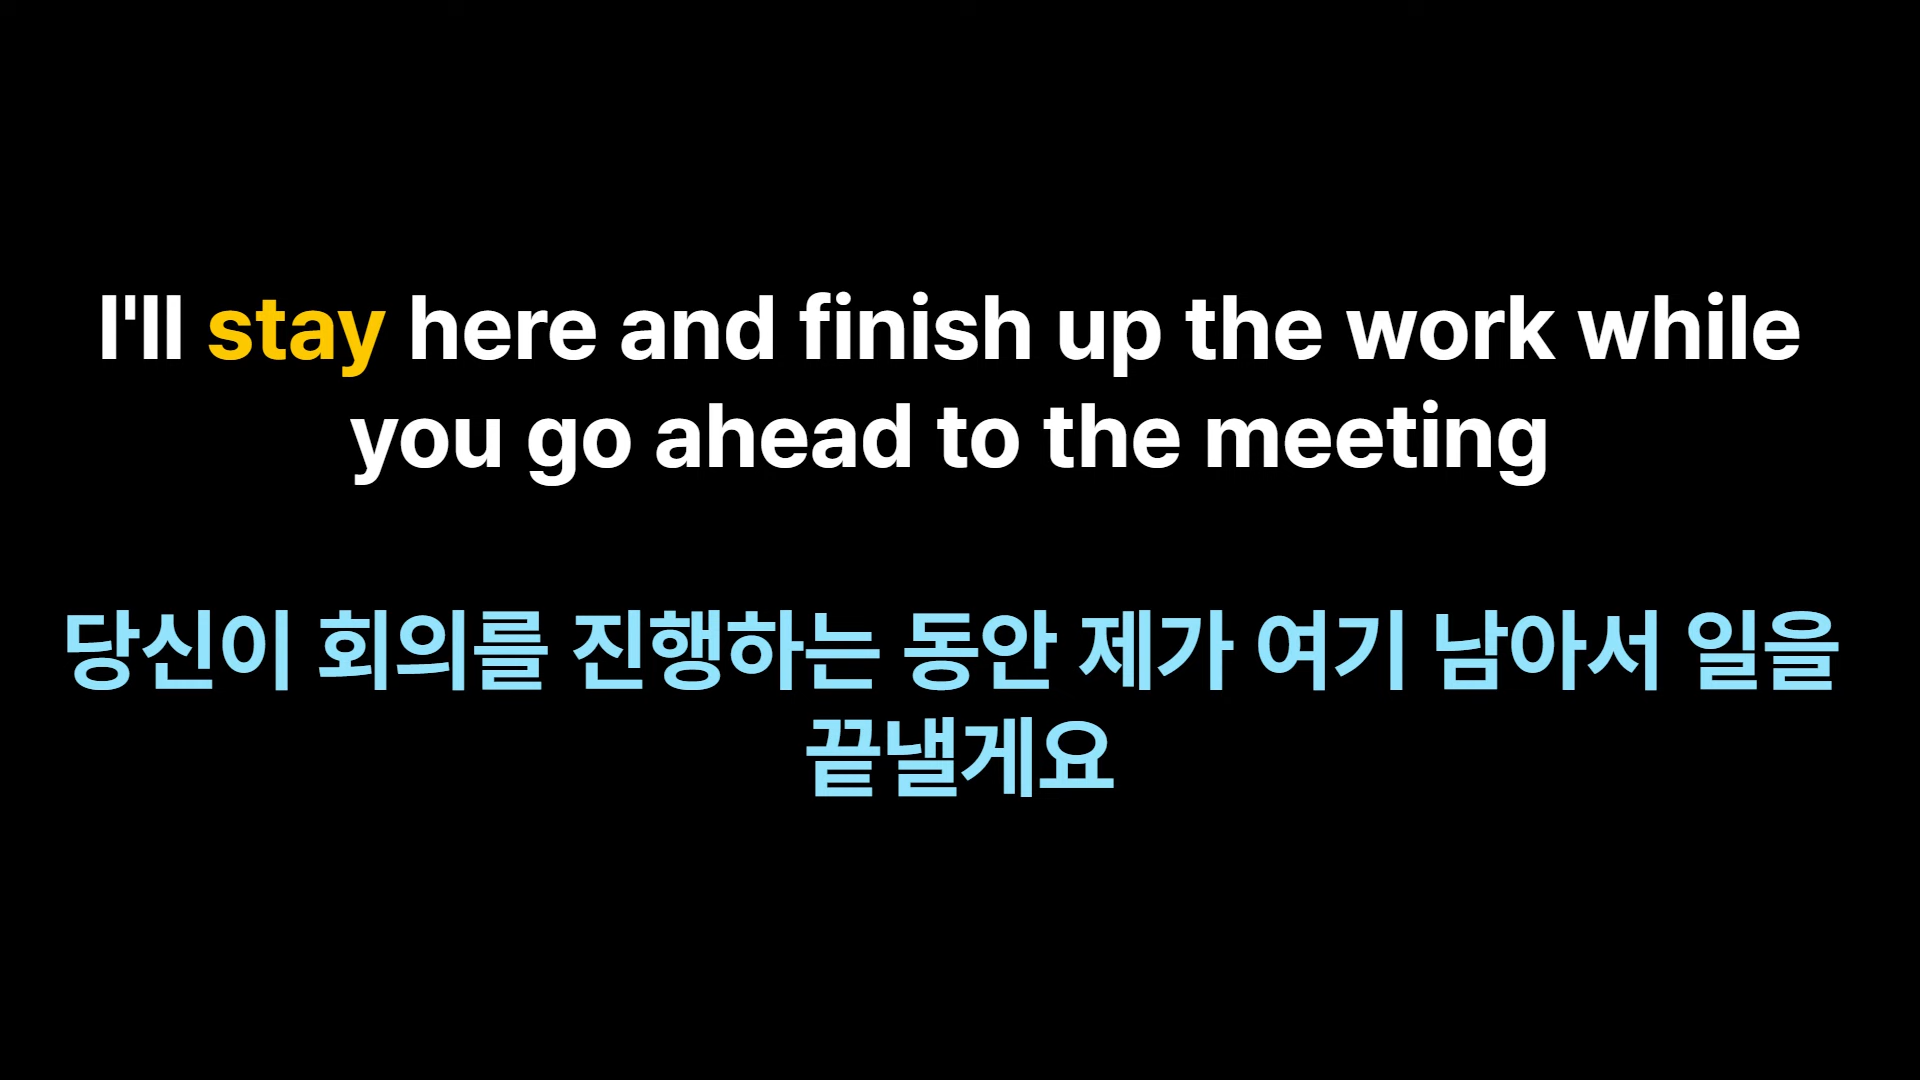 I'll stay here and finish up the work while
you go ahead to the meeting
당신이 회의를 진행하는 동안 제가 여기 남아서 일을
끝낼게요